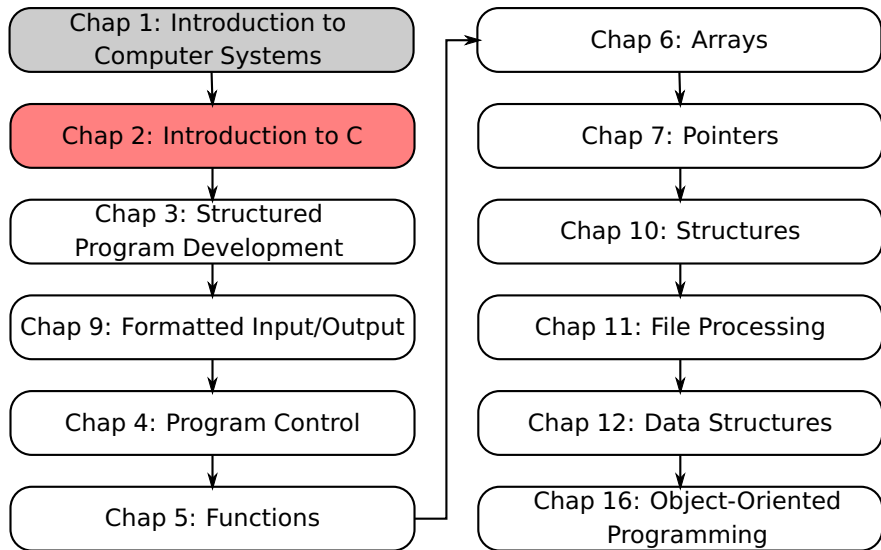 Chap 1: Introduction to
Computer Systems
Chap 2: Introduction to C
Chap 3: Structured
Program Development
Chap 9: Formatted Input/Output
Chap 4: Program Control
Chap 5: Functions
Chap 6: Arrays
Chap 7: Pointers
Chap 10: Structures
Chap 11: File Processing
Chap 12: Data Structures
Chap 16: Object-Oriented
Programming